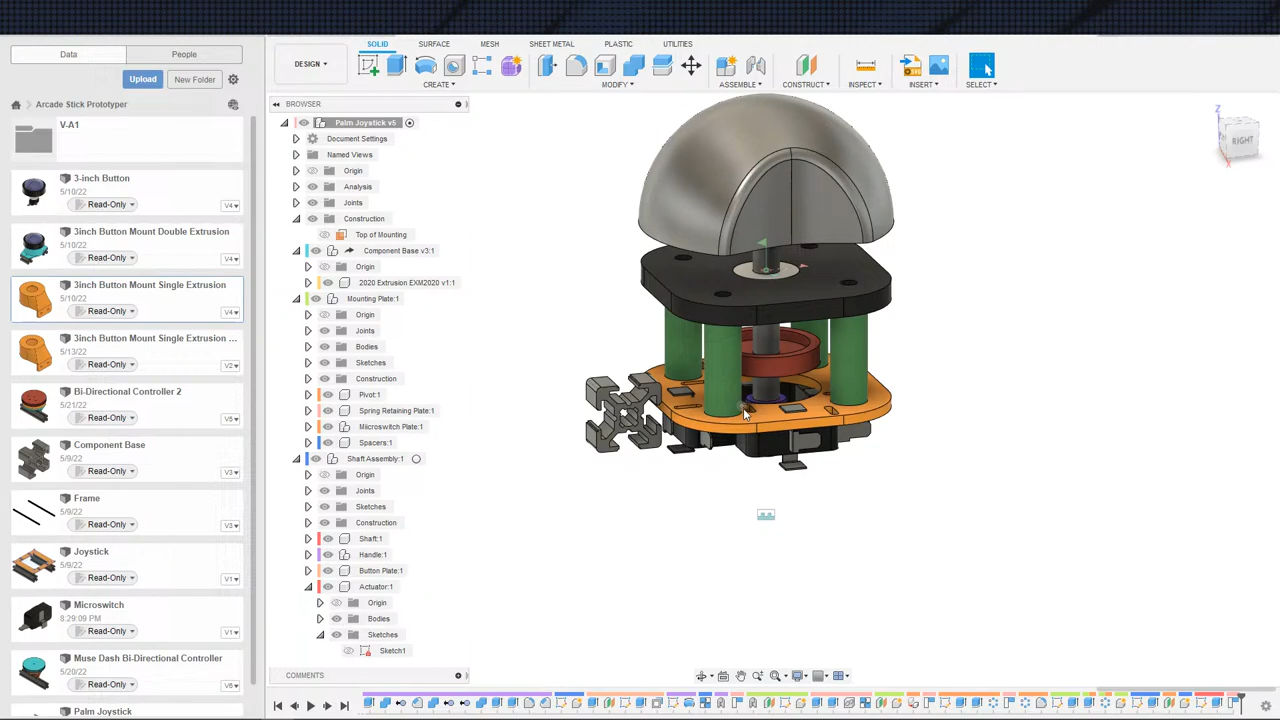 Data
People
Upload
New Folder
Arcade Stick Prototyper
V-A1
3-inch Button
5/10/22
Read-Only
V4
3inch Button Mount Double Extrusion
5/10/22
Read-Only
V4
3inch Button Mount Single Extrusion
5/10/22
Read-Only
V4
3inch Button Mount Single Extrusion ...
5/13/22
Read-Only
V2
Bi-Directional Controller 2
5/21/22
Read-Only
V5
Component Base
5/9/22
Read-Only
V3
Frame
5/9/22
Read-Only
V3
Joystick
5/9/22
Read-Only
V1
Microswitch
8:29:09 PM
Read-Only
V1
Muse Dash Bi-Directional Controller
5/20/22
Read-Only
V6
Palm Joystick
DESIGN
SOLID
SURFACE
MESH
SHEET METAL
PLASTIC
UTILITIES
CREATE
MODIFY
ASSEMBLE
CONSTRUCT
INSPECT
INSERT
SELECT
BROWSER
Palm Joystick v5
Document Settings
Named Views
Origin
Analysis
Joints
Construction
Top of Mounting
Component Base v3:1
Origin
2020 Extrusion EXM2020 v1:1
Mounting Plate:1
Origin
Joints
Bodies
Sketches
Construction
Pivot:1
Spring Retaining Plate:1
Miicroswitch Plate:1
Spacers:1
Shaft Assembly:1
Origin
Joints
Sketches
Construction
Shaft:1
Handle:1
Button Plate:1
Actuator:1
Origin
Bodies
Sketches
Sketch1
COMMENTS
Z
RIGHT
X